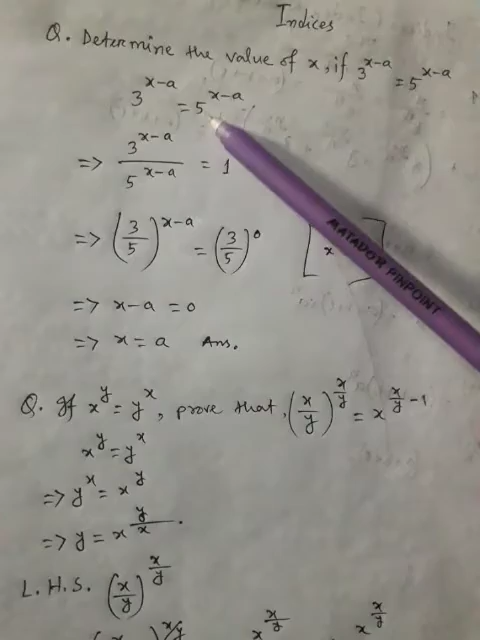 Indices
Q. Determine the value of x, if 3^(x-a) = 5^(x-a)
3^(x-a) = 5^(x-a)
=> 3^(x-a) / 5^(x-a) = 1
=> (3/5)^(x-a) = (3/5)^0 [ x ]
MATADOR PINPOINT
=> x-a = 0
=> x = a Ans.
Q. If x^y = y^x, prove that, (x/y)^(x/y) = x^(x/y - 1)
x^y = y^x
=> y^x = x^y
=> y = x^(y/x).
L.H.S. (x/y)^(x/y)
x^(x/y) x^(x/y)